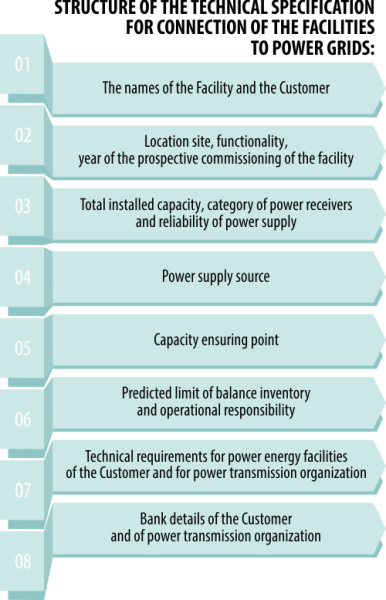 STRUCTURE OF THE TECHNICAL SPECIFICATION
FOR CONNECTION OF THE FACILITIES
TO POWER GRIDS:
01
The names of the Facility and the Customer
02
Location site, functionality,
year of the prospective commissioning of the facility
03
Total installed capacity, category of power receivers
and reliability of power supply
04
Power supply source
05
Capacity ensuring point
06
Predicted limit of balance inventory
and operational responsibility
07
Technical requirements for power energy facilities
of the Customer and for power transmission organization
08
Bank details of the Customer
and of power transmission organization